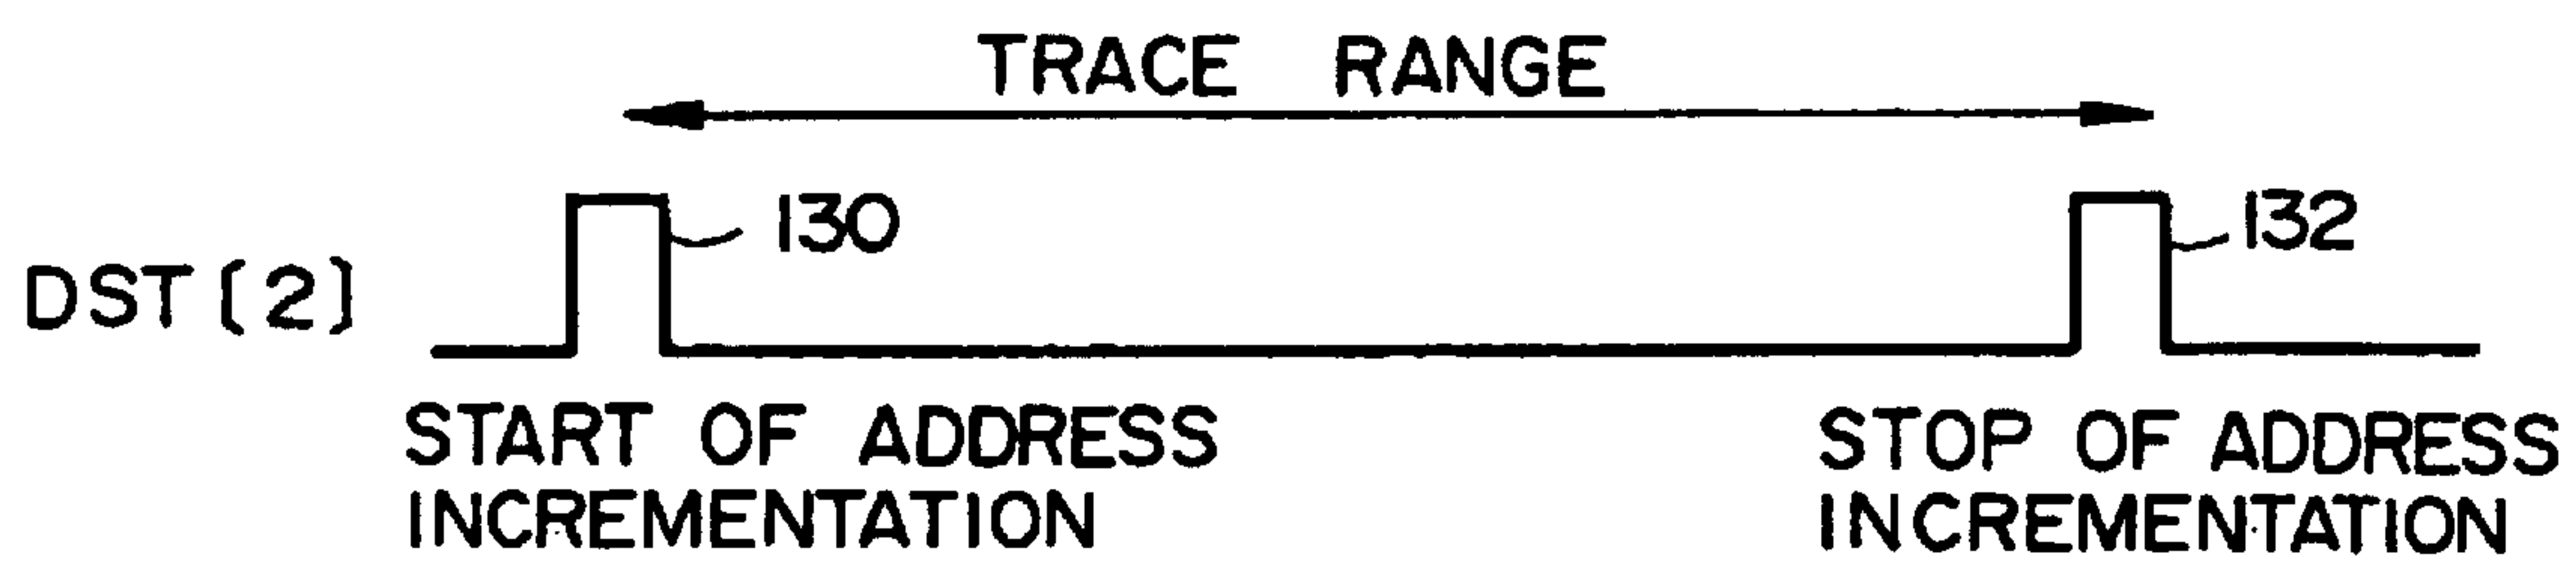 TRACE RANGE
130
132
DST [2]
START OF ADDRESS
INCREMENTATION
STOP OF ADDRESS
INCREMENTATION